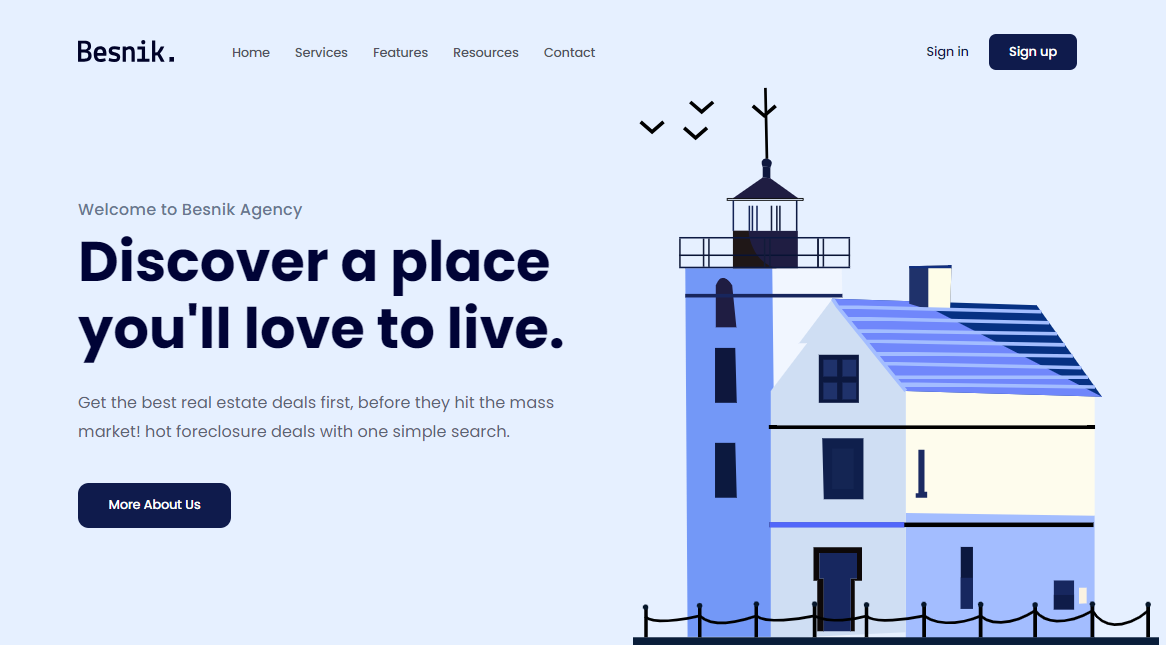 Besnik.
Home Services Features Resources Contact
Sign in Sign up
Welcome to Besnik Agency
Discover a place
you'll love to live.
Get the best real estate deals first, before they hit the mass
market! hot foreclosure deals with one simple search.
More About Us